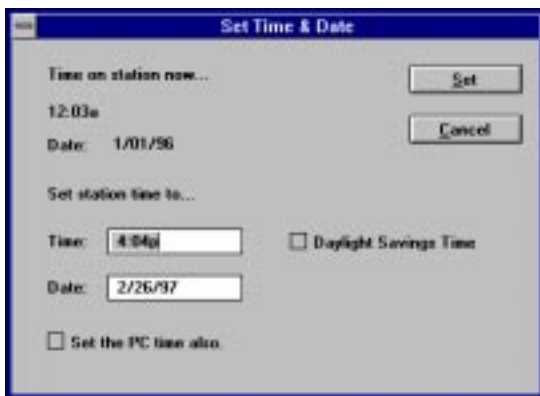 Set Time & Date
Time on station now...
Set
12:03a
Cancel
Date: 1/01/96
Set station time to...
Time: 4:04p
Daylight Savings Time
Date: 2/26/97
Set the PC time also.